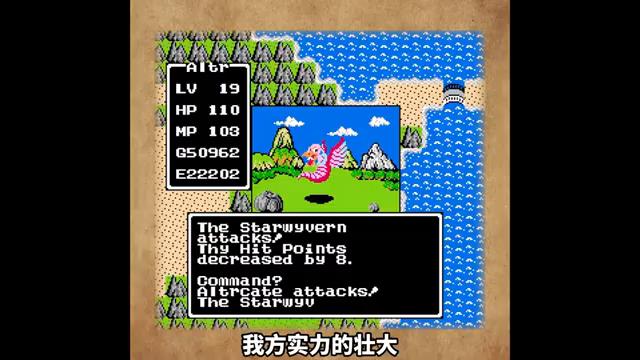 Altr
LV 19
HP 110
MP 103
G50962
E22202
The Starwyvern
attacks!
Thy Hit Points
decreased by 8.
Command?
Altrcate attacks!
The Starwyv
我方实力的壮大